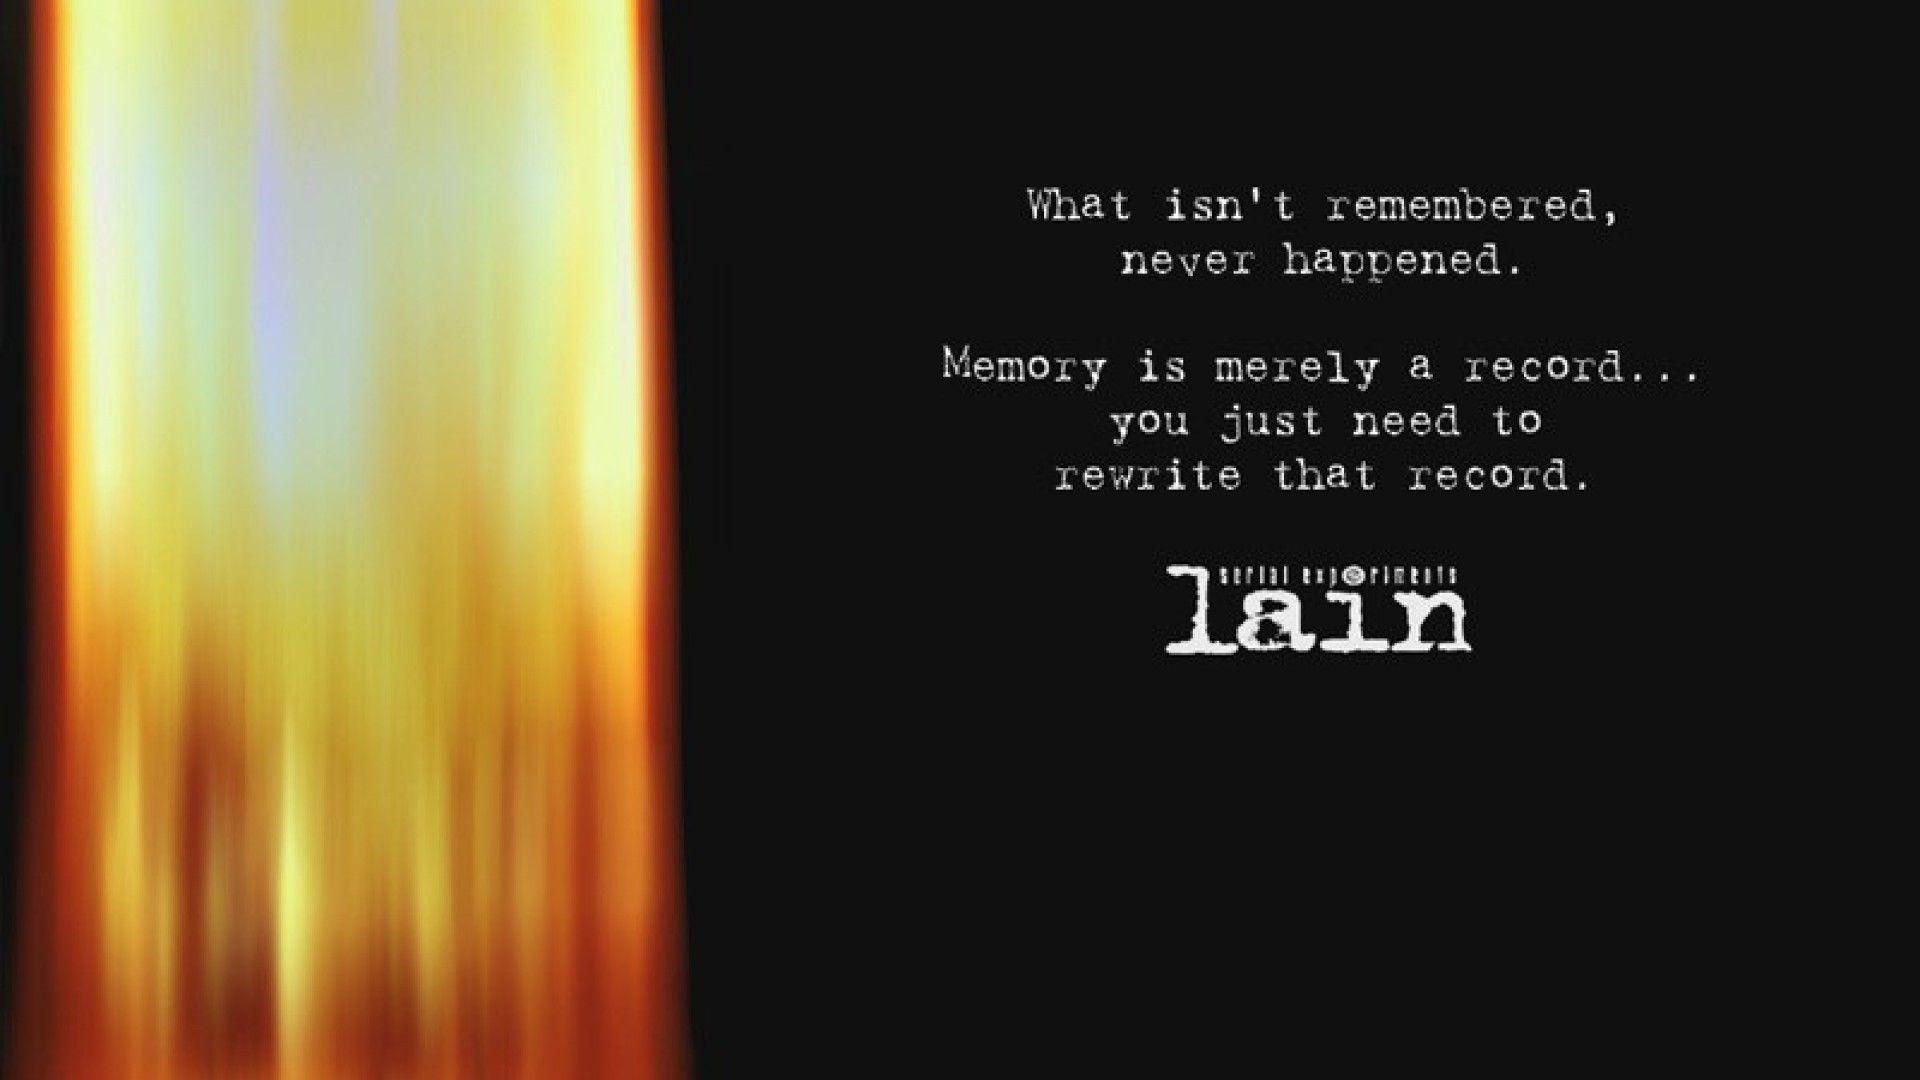 What isn't remembered,
never happened.
Memory is merely a record...
you just need to
rewrite that record.
serial experiments
lain